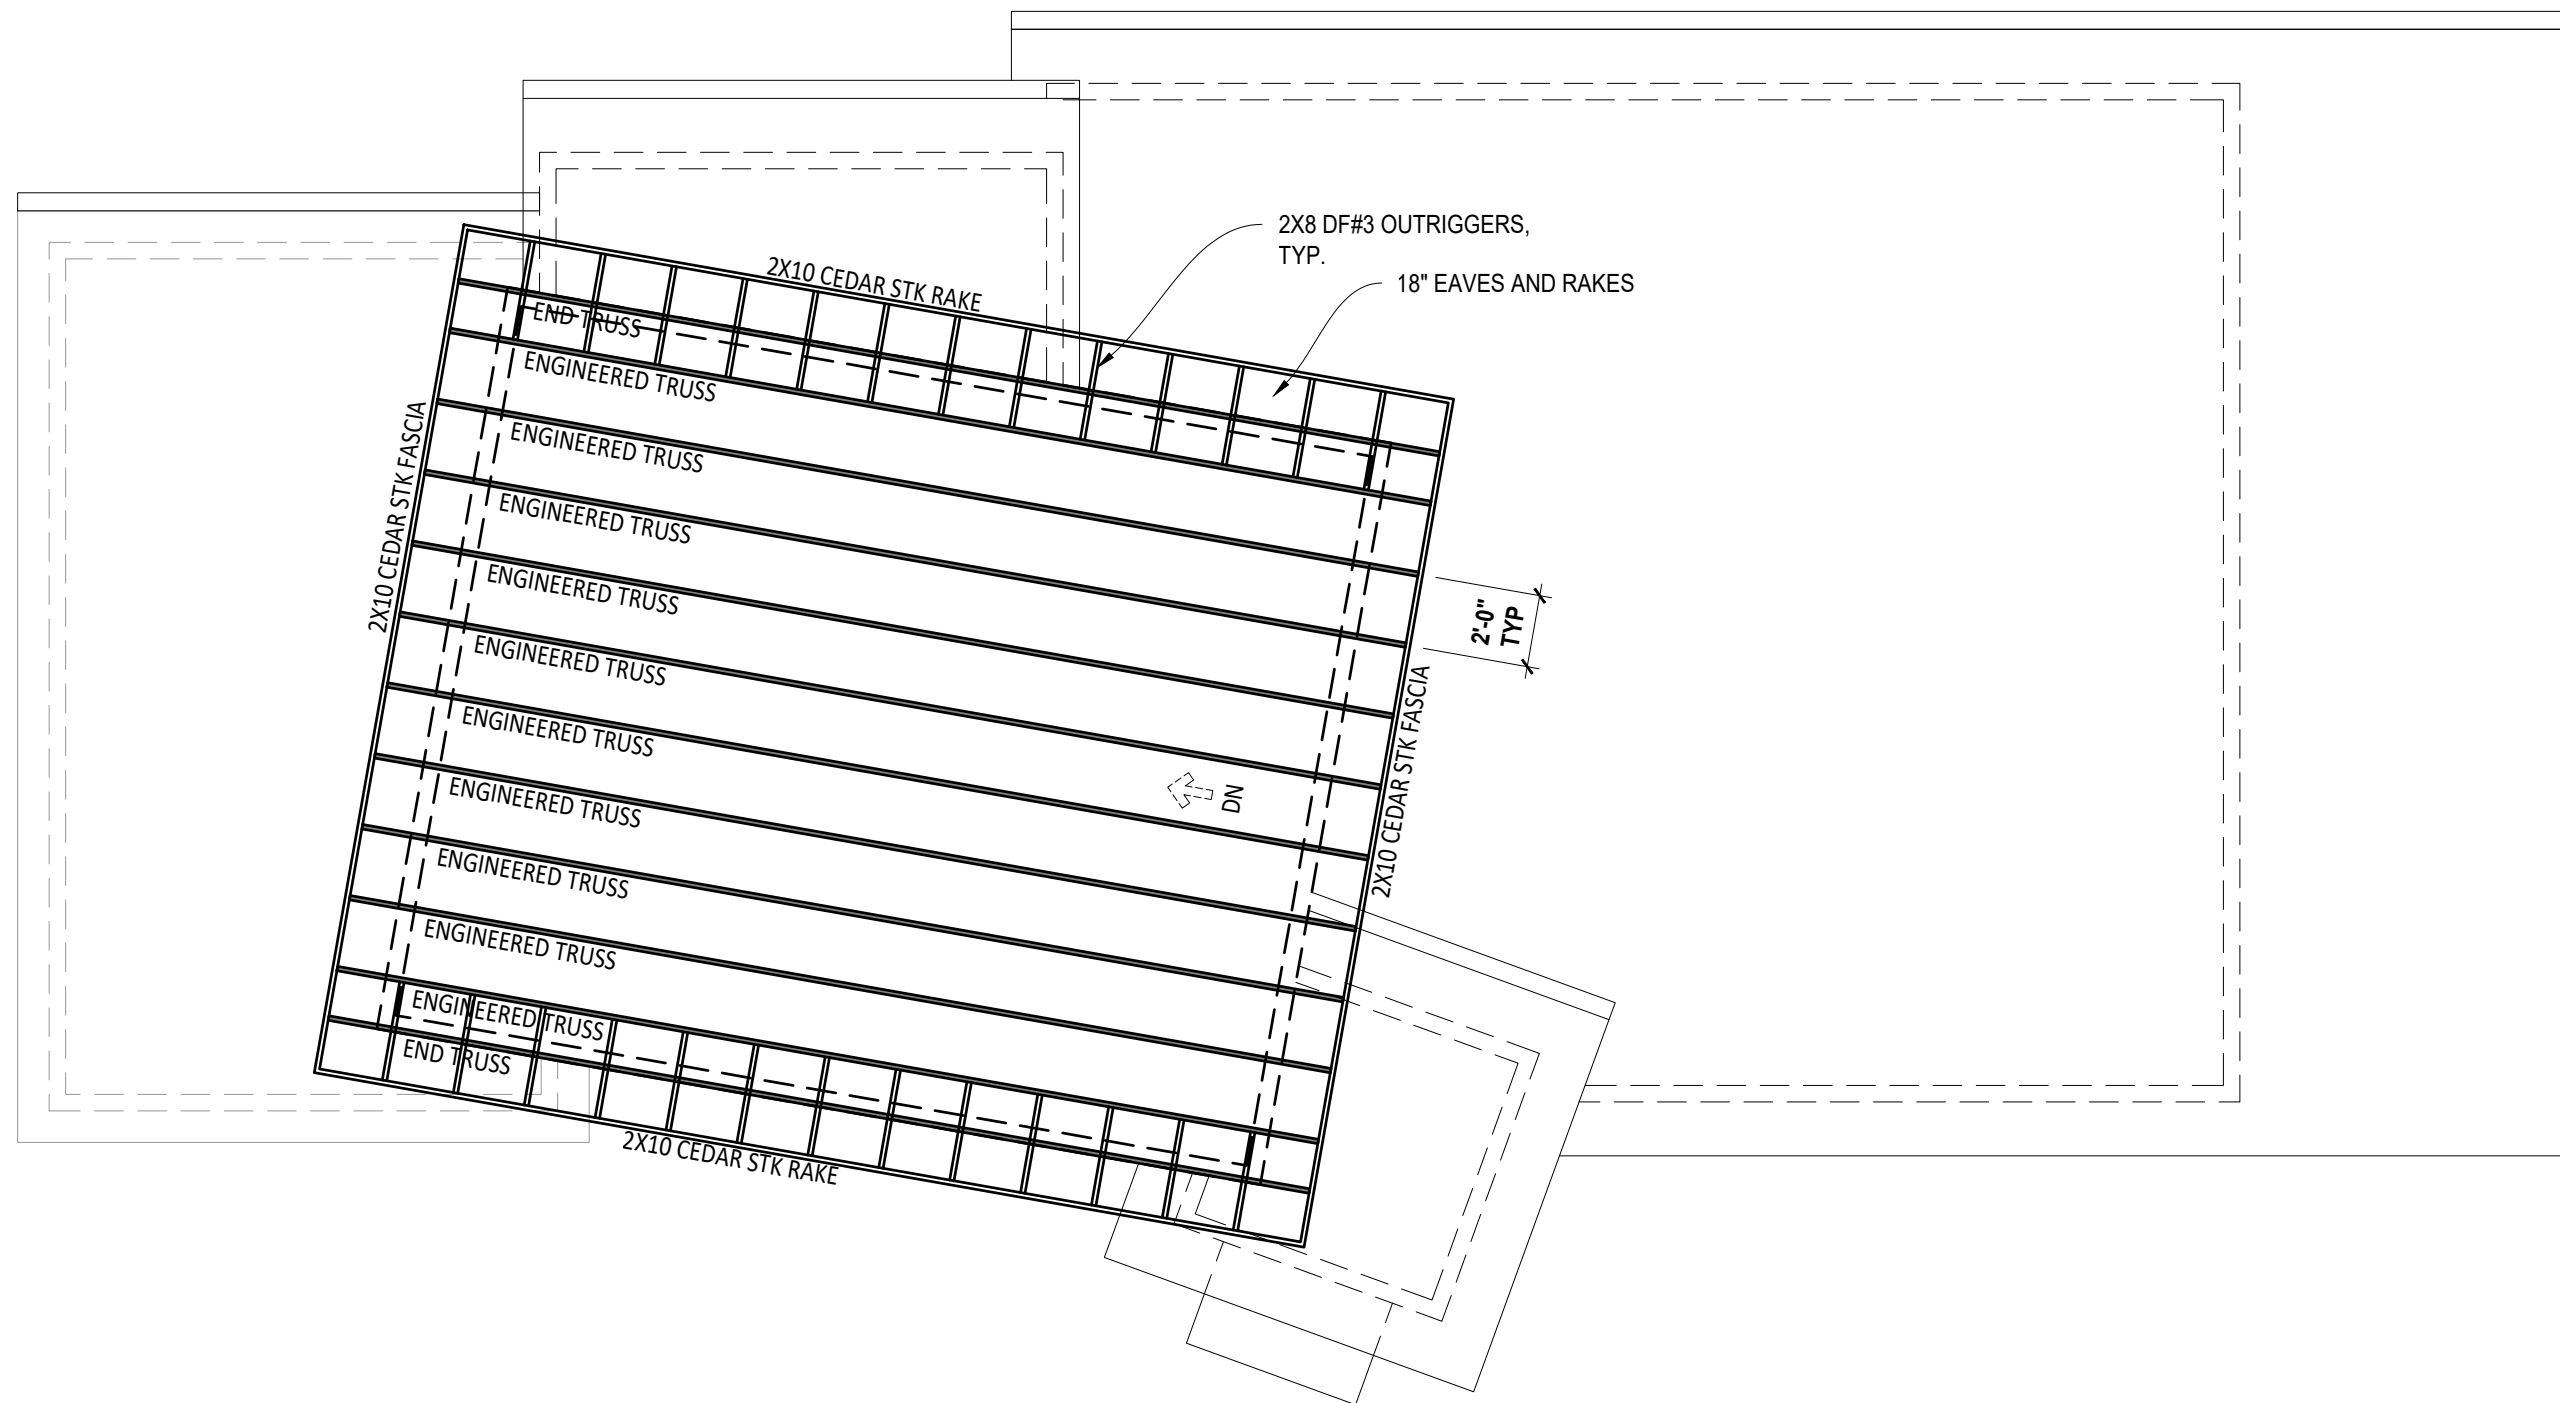 2X8 DF#3 OUTRIGGERS,
TYP.
18" EAVES AND RAKES
2X10 CEDAR STK RAKE
END TRUSS
ENGINEERED TRUSS
2X10 CEDAR STK FASCIA
ENGINEERED TRUSS
ENGINEERED TRUSS
ENGINEERED TRUSS
2'-0"
TYP
ENGINEERED TRUSS
ENGINEERED TRUSS
2X10 CEDAR STK FASCIA
DN
ENGINEERED TRUSS
ENGINEERED TRUSS
ENGINEERED TRUSS
ENGINEERED TRUSS
END TRUSS
2X10 CEDAR STK RAKE